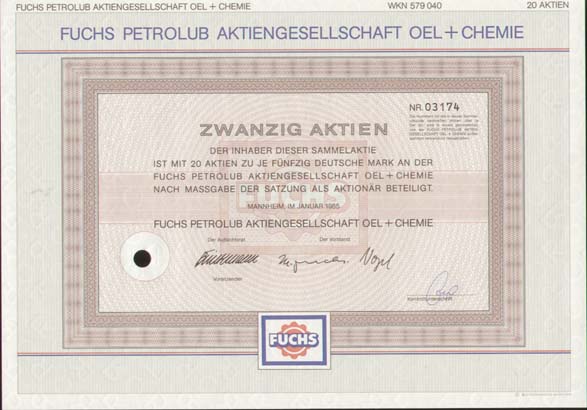 FUCHS PETROLUB AKTIENGESELLSCHAFT OEL + CHEMIE WKN 579 040 20 AKTIEN
FUCHS PETROLUB AKTIENGESELLSCHAFT OEL + CHEMIE
NR. 03174
ZWANZIG AKTIEN
DER INHABER DIESER SAMMELAKTIE
IST MIT 20 AKTIEN ZU JE FÜNFZIG DEUTSCHE MARK AN DER
FUCHS PETROLUB AKTIENGESELLSCHAFT OEL + CHEMIE
NACH MASSGABE DER SATZUNG ALS AKTIONÄR BETEILIGT.
MANNHEIM, IM JANUAR 1985
FUCHS
FUCHS PETROLUB AKTIENGESELLSCHAFT OEL + CHEMIE
Der Aufsichtsrat Der Vorstand
Vorsitzender
Kontrollunterschrift
FUCHS